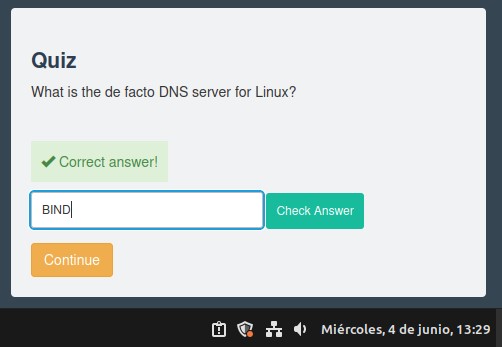 Quiz
What is the de facto DNS server for Linux?
Correct answer!
BIND
Check Answer
Continue
Miércoles, 4 de junio, 13:29